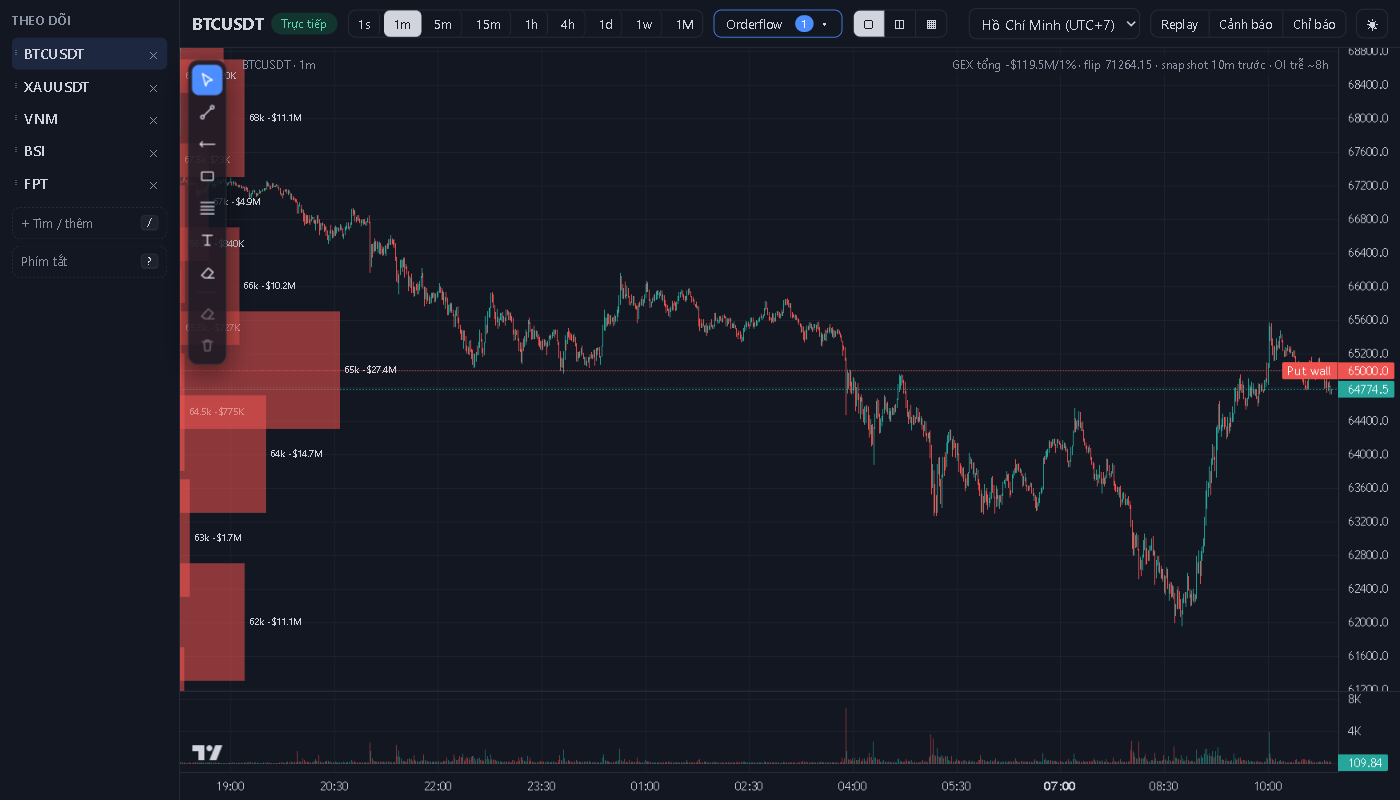 THEO DÕI
BTCUSDT
XAUUSDT
VNM
BSI
FPT
+ Tìm / thêm /
Phím tắt ?
BTCUSDT Trực tiếp 1s 1m 5m 15m 1h 4h 1d 1w 1M Orderflow 1 Hồ Chí Minh (UTC+7) Replay Cảnh báo Chỉ báo
BTCUSDT · 1m
GEX tổng -$119.5M/1% · flip 71264.15 · snapshot 10m trước · OI trễ ~8h
68k -$11.1M
67k -$4.9M
66k -$10.2M
65k -$27.4M
64.5k -$775K
64k -$14.7M
63k -$1.7M
62k -$11.1M
T
68800.0
68400.0
68000.0
67600.0
67200.0
66800.0
66400.0
66000.0
65600.0
65200.0
Put wall 65000.0
64774.5
64400.0
64000.0
63600.0
63200.0
62800.0
62400.0
62000.0
61600.0
61200.0
8K
4K
109.84
19:00 20:30 22:00 23:30 01:00 02:30 04:00 05:30 07:00 08:30 10:00